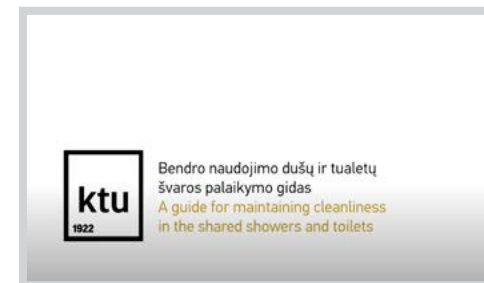 ktu
1922
Bendro naudojimo dušų ir tualetų
švaros palaikymo gidas
A guide for maintaining cleanliness
in the shared showers and toilets